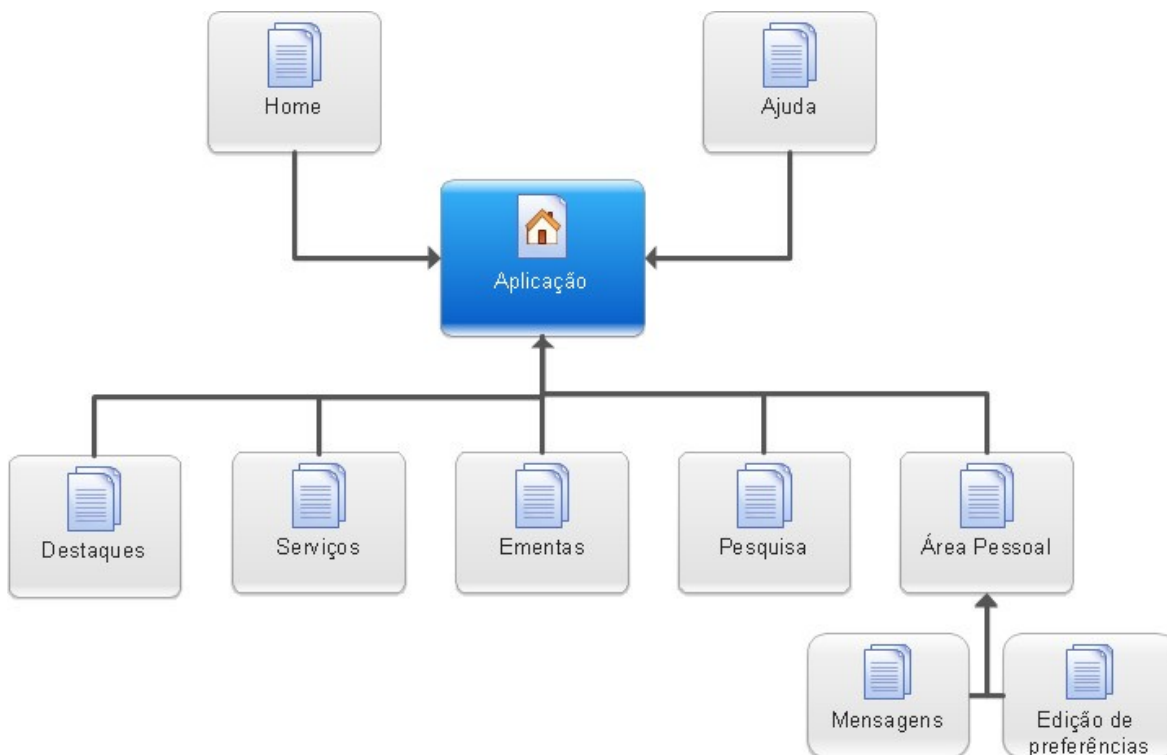 Home
Ajuda
Aplicação
Destaques
Serviços
Ementas
Pesquisa
Área Pessoal
Mensagens
Edição de
preferências